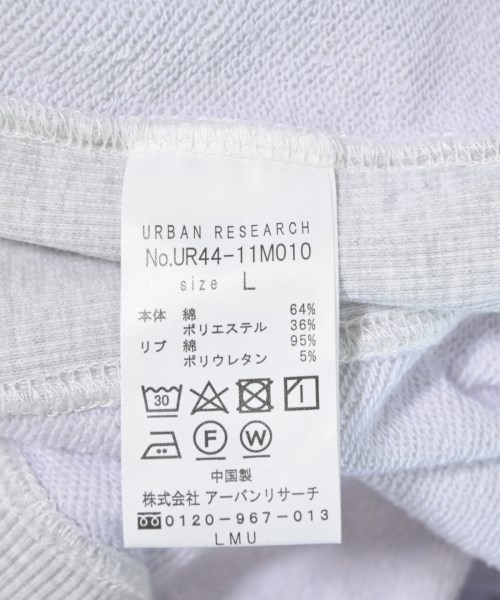 URBAN RESEARCH
No.UR44-11M010
size L
本体 綿 64%
ポリエステル 36%
リブ 綿 95%
ポリウレタン 5%
30
F W
中国製
株式会社 アーバンリサーチ
0120-967-013
LMU